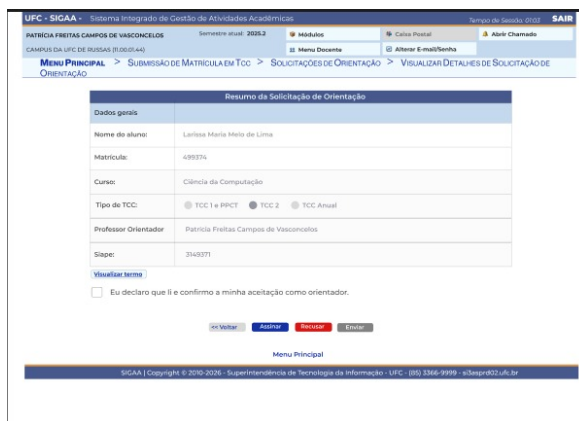 UFC - SIGAA - Sistema Integrado de Gestão de Atividades Acadêmicas
Tempo de Sessão: 01:02 SAIR
PATRÍCIA FREITAS CAMPOS DE VASCONCELOS
Semestre atual: 2025.2
Módulos
Caixa Postal
Abrir Chamado
CAMPUS DA UFC DE RUSSAS (11.00.01.44)
Menu Docente
Alterar E-mail/Senha
MENU PRINCIPAL > SUBMISSÃO DE MATRÍCULA EM TCC > SOLICITAÇÕES DE ORIENTAÇÃO > VISUALIZAR DETALHES DE SOLICITAÇÃO DE
ORIENTAÇÃO
Resumo da Solicitação de Orientação
Dados gerais
Nome do aluno: Larissa Maria Melo de Lima
Matrícula: 499374
Curso: Ciência da Computação
Tipo de TCC: TCC 1 e PPCT TCC 2 TCC Anual
Professor Orientador Patrícia Freitas Campos de Vasconcelos
Siape: 3149371
Visualizar termo
Eu declaro que li e confirmo a minha aceitação como orientador.
<< Voltar Assinar Recusar Enviar
Menu Principal
SIGAA | Copyright © 2010-2026 - Superintendência de Tecnologia da Informação - UFC - (85) 3366-9999 - si3asprd02.ufc.br